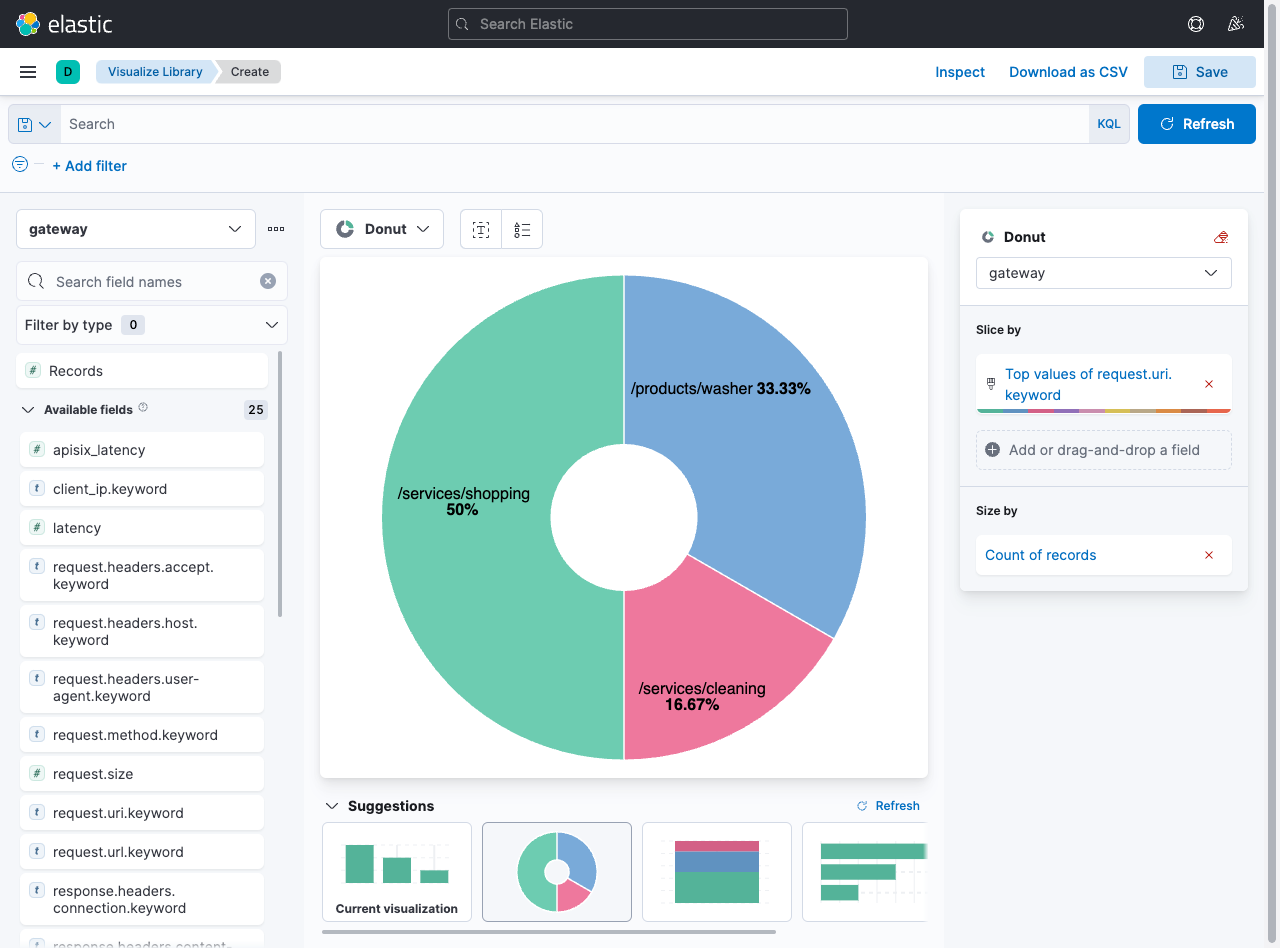 elastic
Search Elastic
D
Visualize Library
Create
Inspect
Download as CSV
Save
Search
KQL
Refresh
+ Add filter
gateway
Search field names
Filter by type 0
# Records
Available fields 25
# apisix_latency
t client_ip.keyword
# latency
t request.headers.accept.
keyword
t request.headers.host.
keyword
t request.headers.user-
agent.keyword
t request.method.keyword
# request.size
t request.uri.keyword
t request.url.keyword
t response.headers.
connection.keyword
t response.headers.content-
Donut
/products/washer 33.33%
/services/shopping
50%
/services/cleaning
16.67%
Suggestions
Refresh
Current visualization
Donut
gateway
Slice by
Top values of request.uri.
keyword
Add or drag-and-drop a field
Size by
Count of records